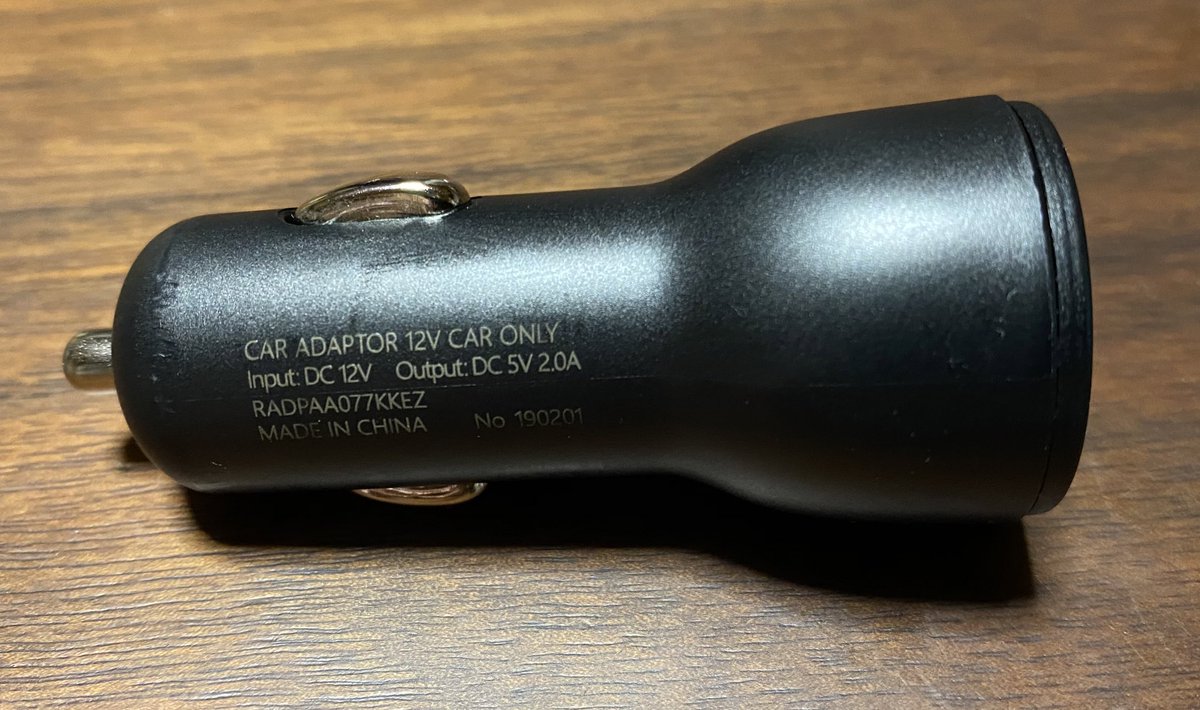 CAR ADAPTOR 12V CAR ONLY
Input: DC 12V Output: DC 5V 2.0A
RADPAA077KKEZ
MADE IN CHINA No 190201